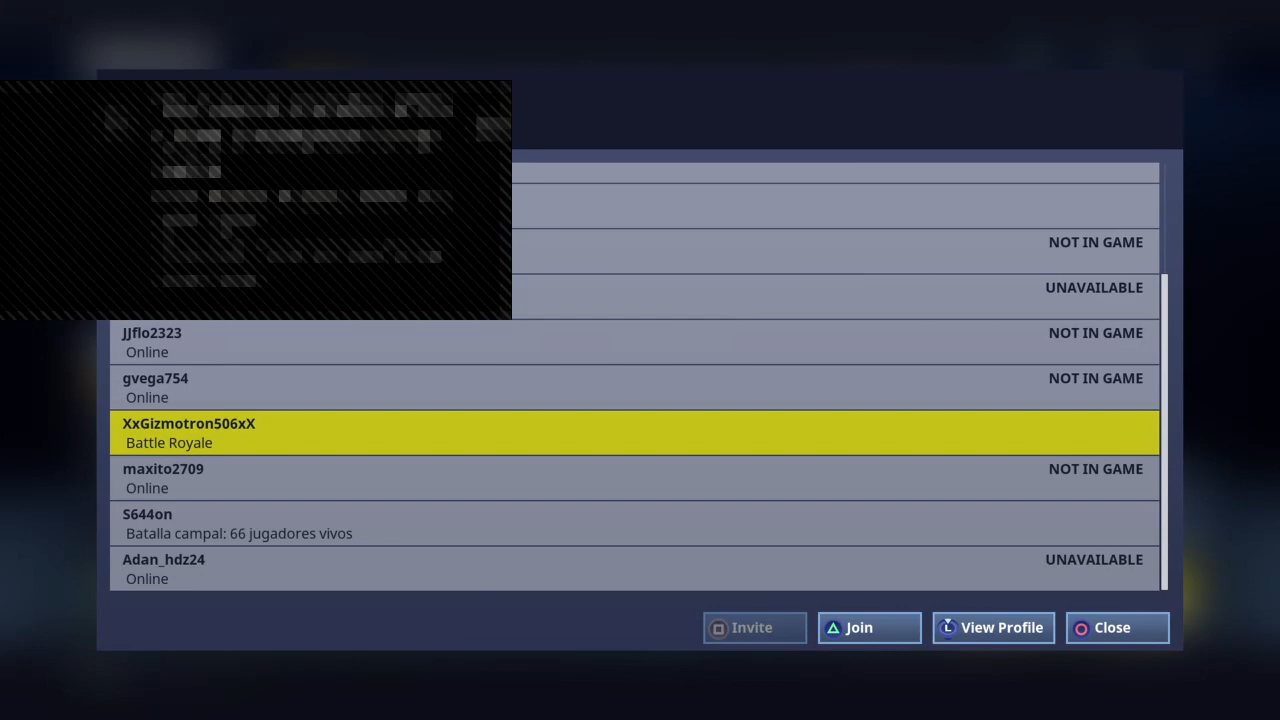 NOT IN GAME
UNAVAILABLE
JJflo2323 NOT IN GAME
Online
gvega754 NOT IN GAME
Online
XxGizmotron506xX
Battle Royale
maxito2709 NOT IN GAME
Online
S644on
Batalla campal: 66 jugadores vivos
Adan_hdz24 UNAVAILABLE
Online
Invite Join L View Profile Close